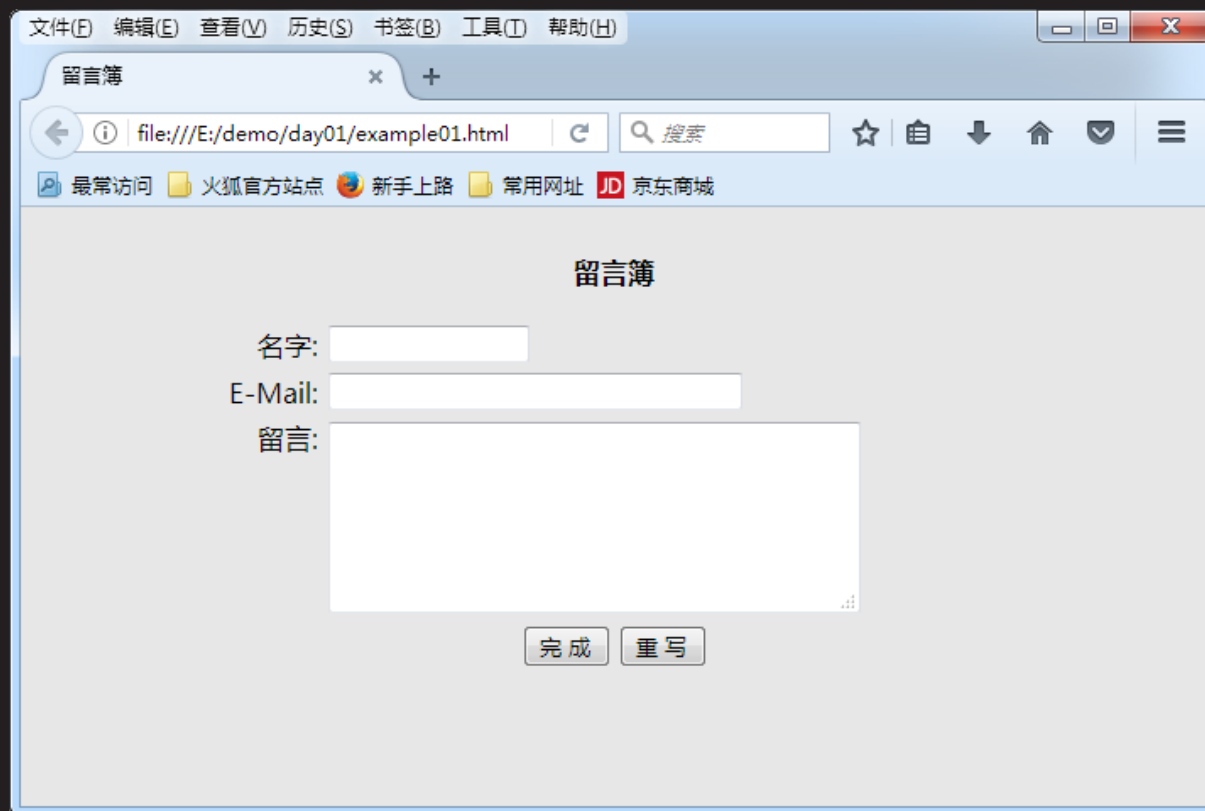 文件(F) 编辑(E) 查看(V) 历史(S) 书签(B) 工具(T) 帮助(H)
留言簿
file:///E:/demo/day01/example01.html 搜索
最常访问 火狐官方站点 新手上路 常用网址 JD 京东商城
留言簿
名字:
E-Mail:
留言:
完 成 重 写